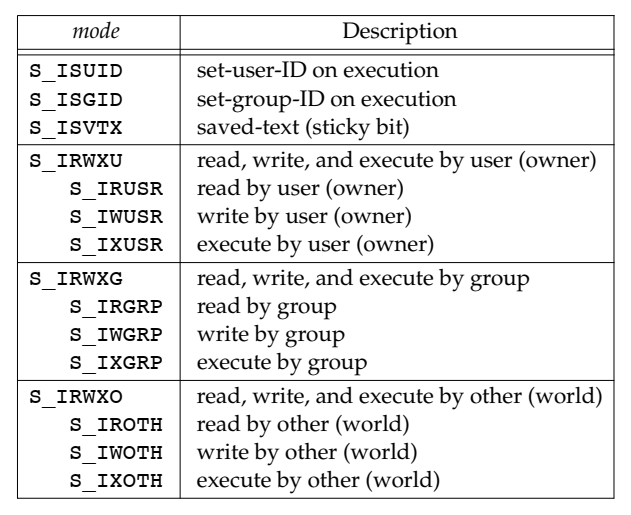 mode Description
S_ISUID set-user-ID on execution
S_ISGID set-group-ID on execution
S_ISVTX saved-text (sticky bit)
S_IRWXU read, write, and execute by user (owner)
S_IRUSR read by user (owner)
S_IWUSR write by user (owner)
S_IXUSR execute by user (owner)
S_IRWXG read, write, and execute by group
S_IRGRP read by group
S_IWGRP write by group
S_IXGRP execute by group
S_IRWXO read, write, and execute by other (world)
S_IROTH read by other (world)
S_IWOTH write by other (world)
S_IXOTH execute by other (world)